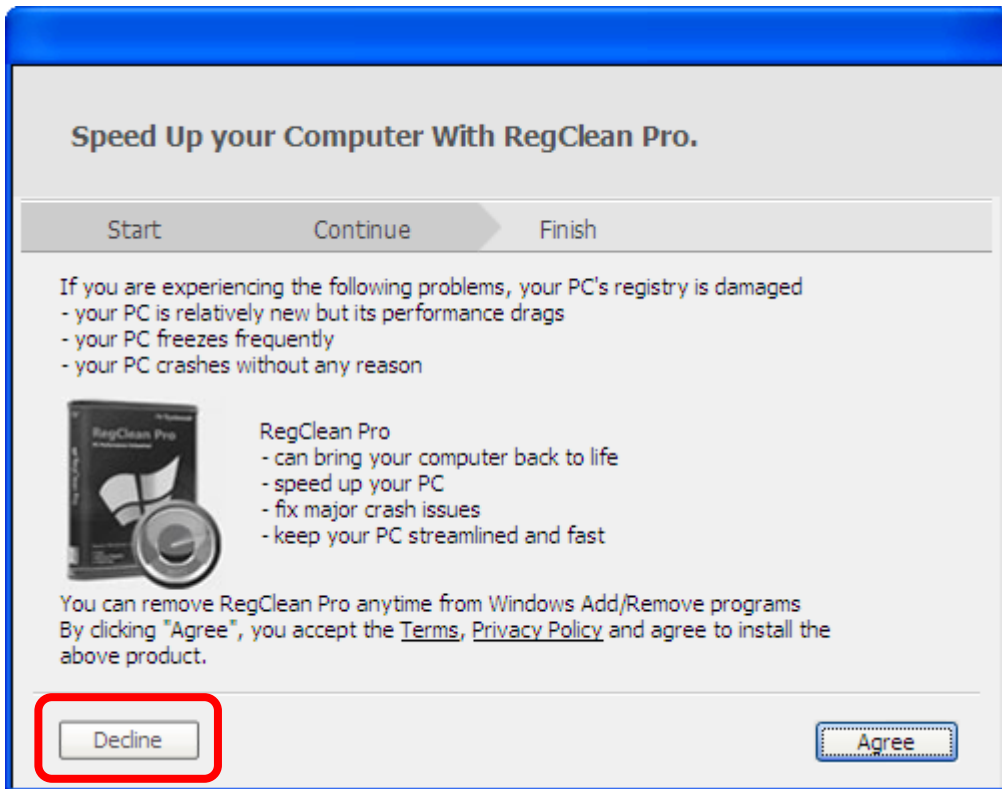 Speed Up your Computer With RegClean Pro.
Start Continue Finish
If you are experiencing the following problems, your PC's registry is damaged
- your PC is relatively new but its performance drags
- your PC freezes frequently
- your PC crashes without any reason
RegClean Pro
RegClean Pro
- can bring your computer back to life
- speed up your PC
- fix major crash issues
- keep your PC streamlined and fast
You can remove RegClean Pro anytime from Windows Add/Remove programs
By clicking "Agree", you accept the Terms, Privacy Policy and agree to install the
above product.
Decline Agree